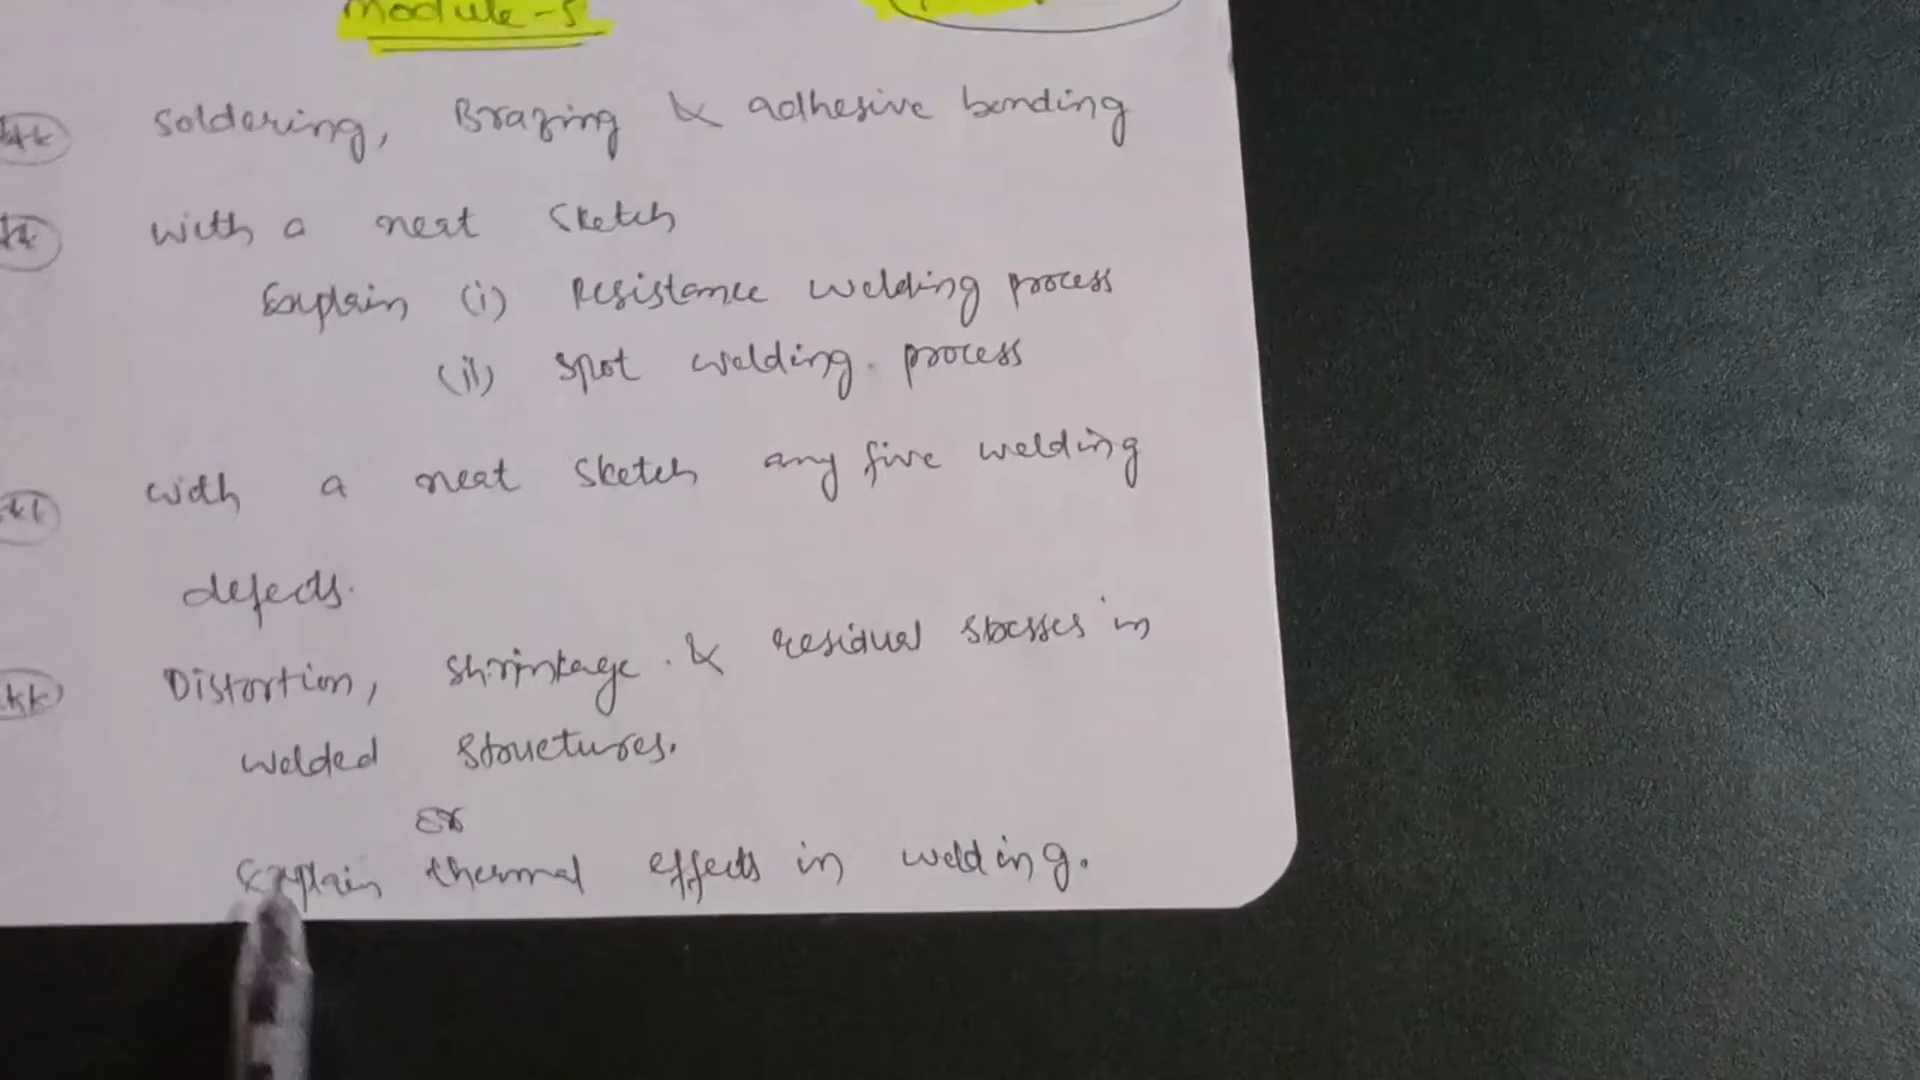 Module-5
Soldering, Brazing & adhesive bonding
with a neat sketch
Explain (i) Resistance welding process
(ii) spot welding process
with a neat sketch any five welding
defects.
Distortion, shrinkage & residual stresses in
welded structures.
or
Explain thermal effects in welding.